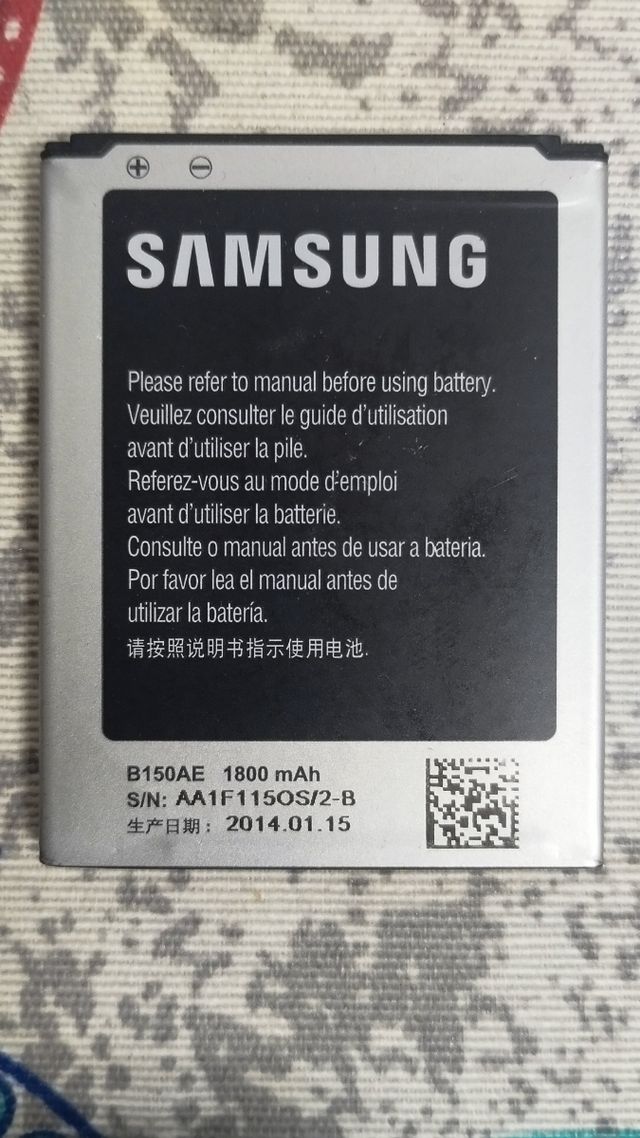 SAMSUNG
Please refer to manual before using battery.
Veuillez consulter le guide d'utilisation
avant d'utiliser la pile.
Referez-vous au mode d'emploi
avant d'utiliser la batterie.
Consulte o manual antes de usar a bateria.
Por favor lea el manual antes de
utilizar la batería.
请按照说明书指示使用电池.
B150AE 1800 mAh
S/N: AA1F115OS/2-B
生产日期: 2014.01.15